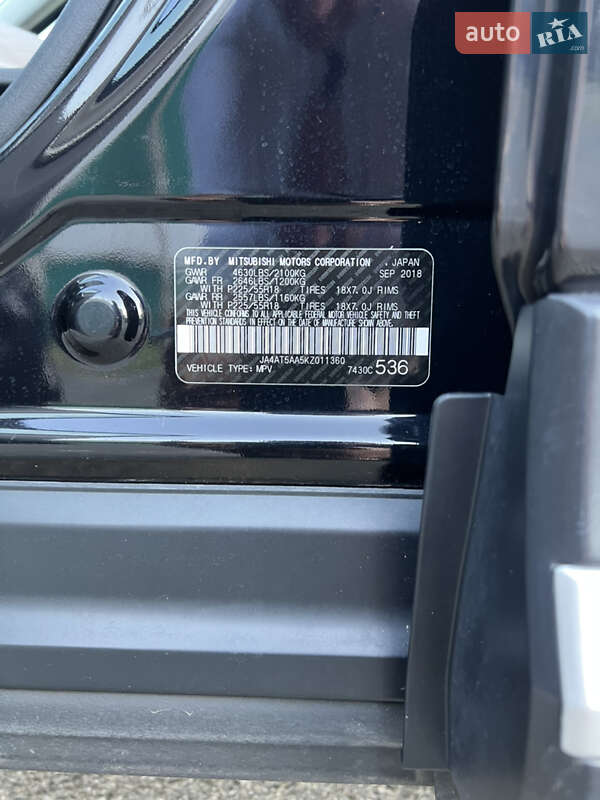 auto RIA
.com
MFD.BY MITSUBISHI MOTORS CORPORATION . JAPAN
GVWR 4630LBS/2100KG SEP 2018
GAWR FR 2646LBS/1200KG
WITH P225/55R18 TIRES 18X7.0J RIMS
GAWR RR 2557LBS/1160KG
WITH P225/55R18 TIRES 18X7.0J RIMS
THIS VEHICLE CONFORMS TO ALL APPLICABLE FEDERAL MOTOR VEHICLE SAFETY AND THEFT
PREVENTION STANDARDS IN EFFECT ON THE DATE OF MANUFACTURE SHOWN ABOVE.
JA4AT5AA5KZ011360
VEHICLE TYPE:MPV 7430C 536